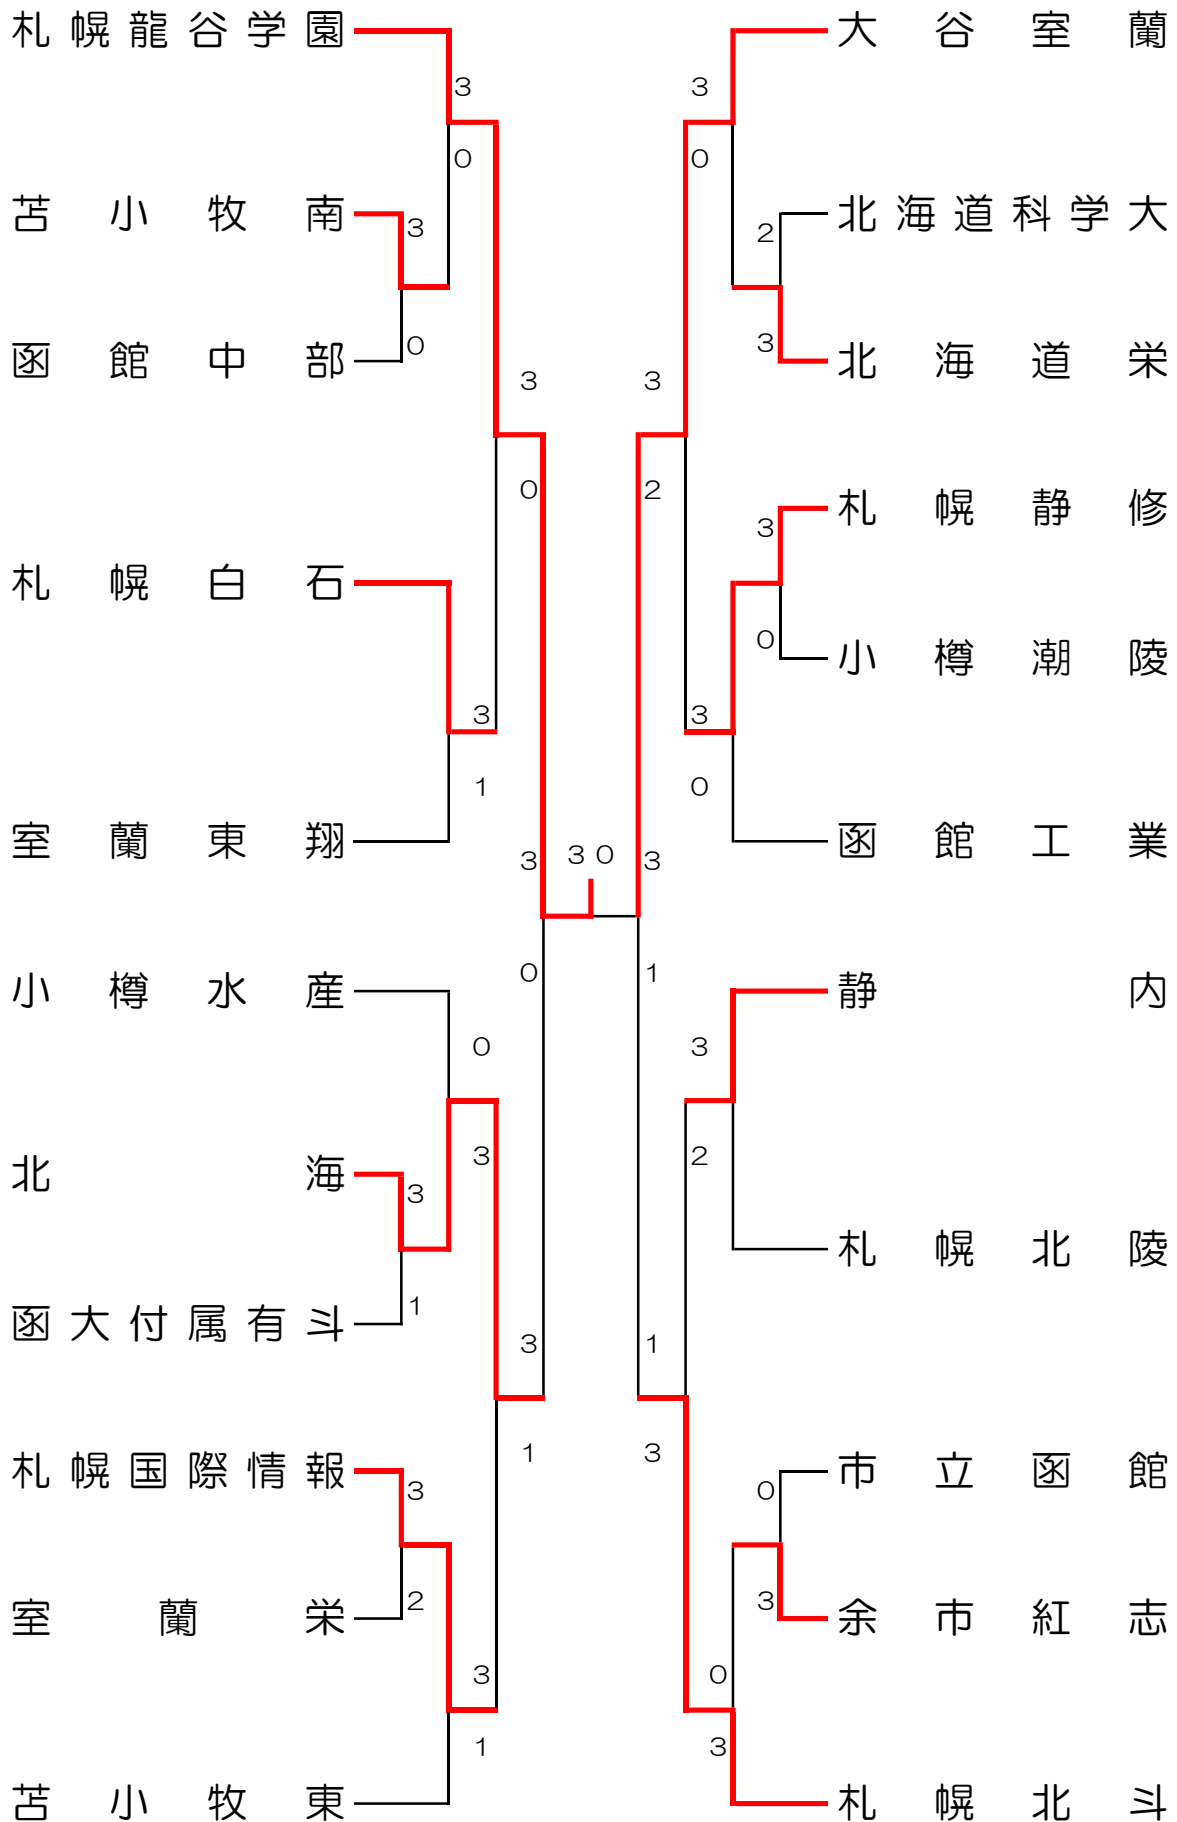 札幌龍谷学園 大谷室蘭
3 3
0 0
苫小牧南 3 2 北海道科学大
函館中部 0 3 北海道栄
3 3
0 2
3 札幌静修
札幌白石
0 小樽潮陵
3 3
1 0
室蘭東翔 函館工業
3 3 0 3
0 1
小樽水産 静内
0 3
3 2
北海 3
札幌北陵
函大付属有斗 1
3 1
1 3
札幌国際情報 3 0 市立函館
室蘭栄 2 3 余市紅志
3 0
1 3
苫小牧東 札幌北斗